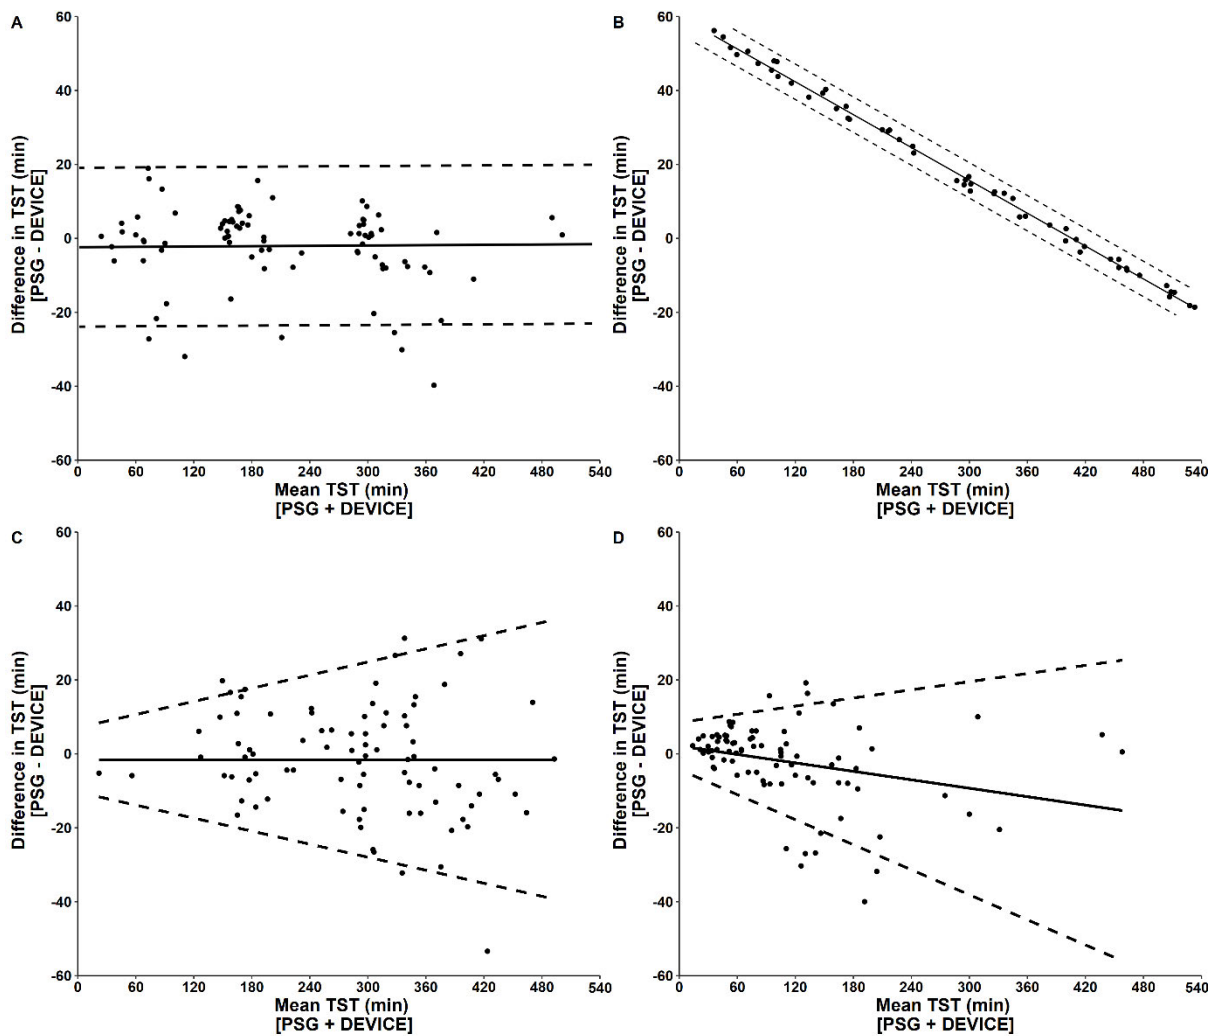 A
60
40
20
0
-20
-40
-60
Difference in TST (min)
[PSG - DEVICE]
0 60 120 180 240 300 360 420 480 540
Mean TST (min)
[PSG + DEVICE]
B
60
40
20
0
-20
-40
-60
Difference in TST (min)
[PSG - DEVICE]
0 60 120 180 240 300 360 420 480 540
Mean TST (min)
[PSG + DEVICE]
C
60
40
20
0
-20
-40
-60
Difference in TST (min)
[PSG - DEVICE]
0 60 120 180 240 300 360 420 480 540
Mean TST (min)
[PSG + DEVICE]
D
60
40
20
0
-20
-40
-60
Difference in TST (min)
[PSG - DEVICE]
0 60 120 180 240 300 360 420 480 540
Mean TST (min)
[PSG + DEVICE]